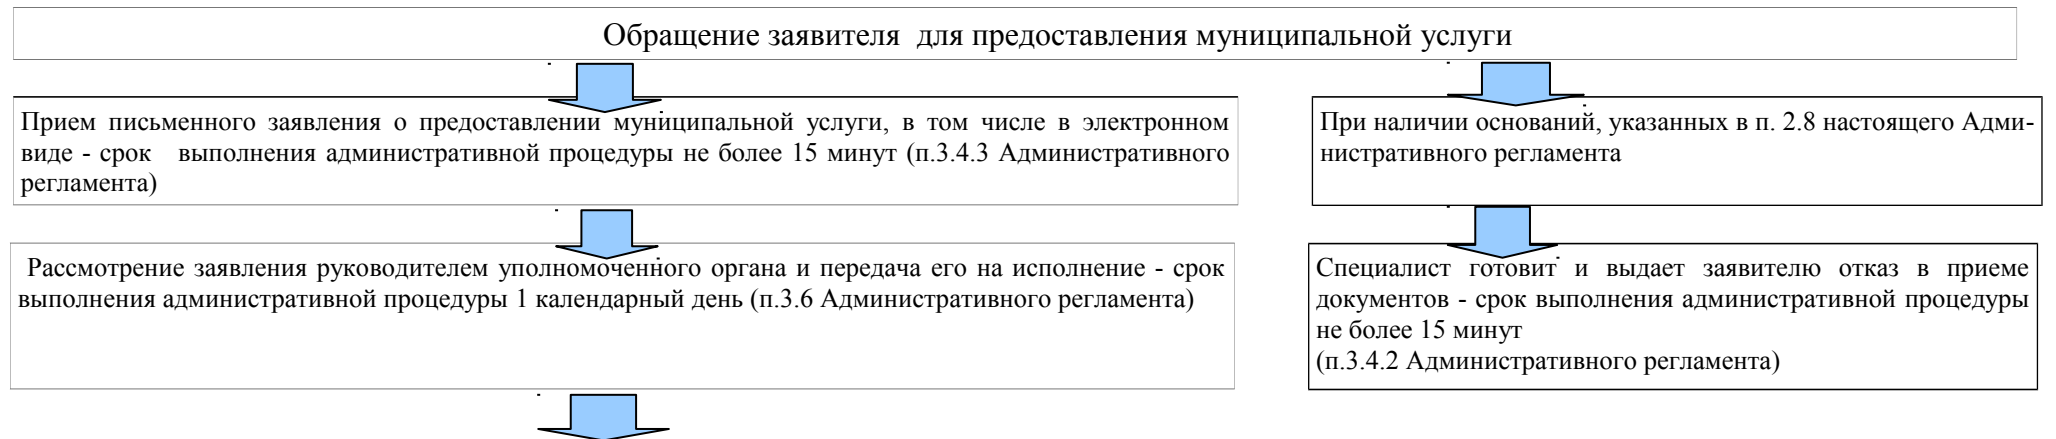 Обращение заявителя для предоставления муниципальной услуги
Прием письменного заявления о предоставлении муниципальной услуги, в том числе в электронном
виде - срок выполнения административной процедуры не более 15 минут (п.3.4.3 Административного
регламента)
При наличии оснований, указанных в п. 2.8 настоящего Адми-
нистративного регламента
Рассмотрение заявления руководителем уполномоченного органа и передача его на исполнение - срок
выполнения административной процедуры 1 календарный день (п.3.6 Административного регламента)
Специалист готовит и выдает заявителю отказ в приеме
документов - срок выполнения административной процедуры
не более 15 минут
(п.3.4.2 Административного регламента)